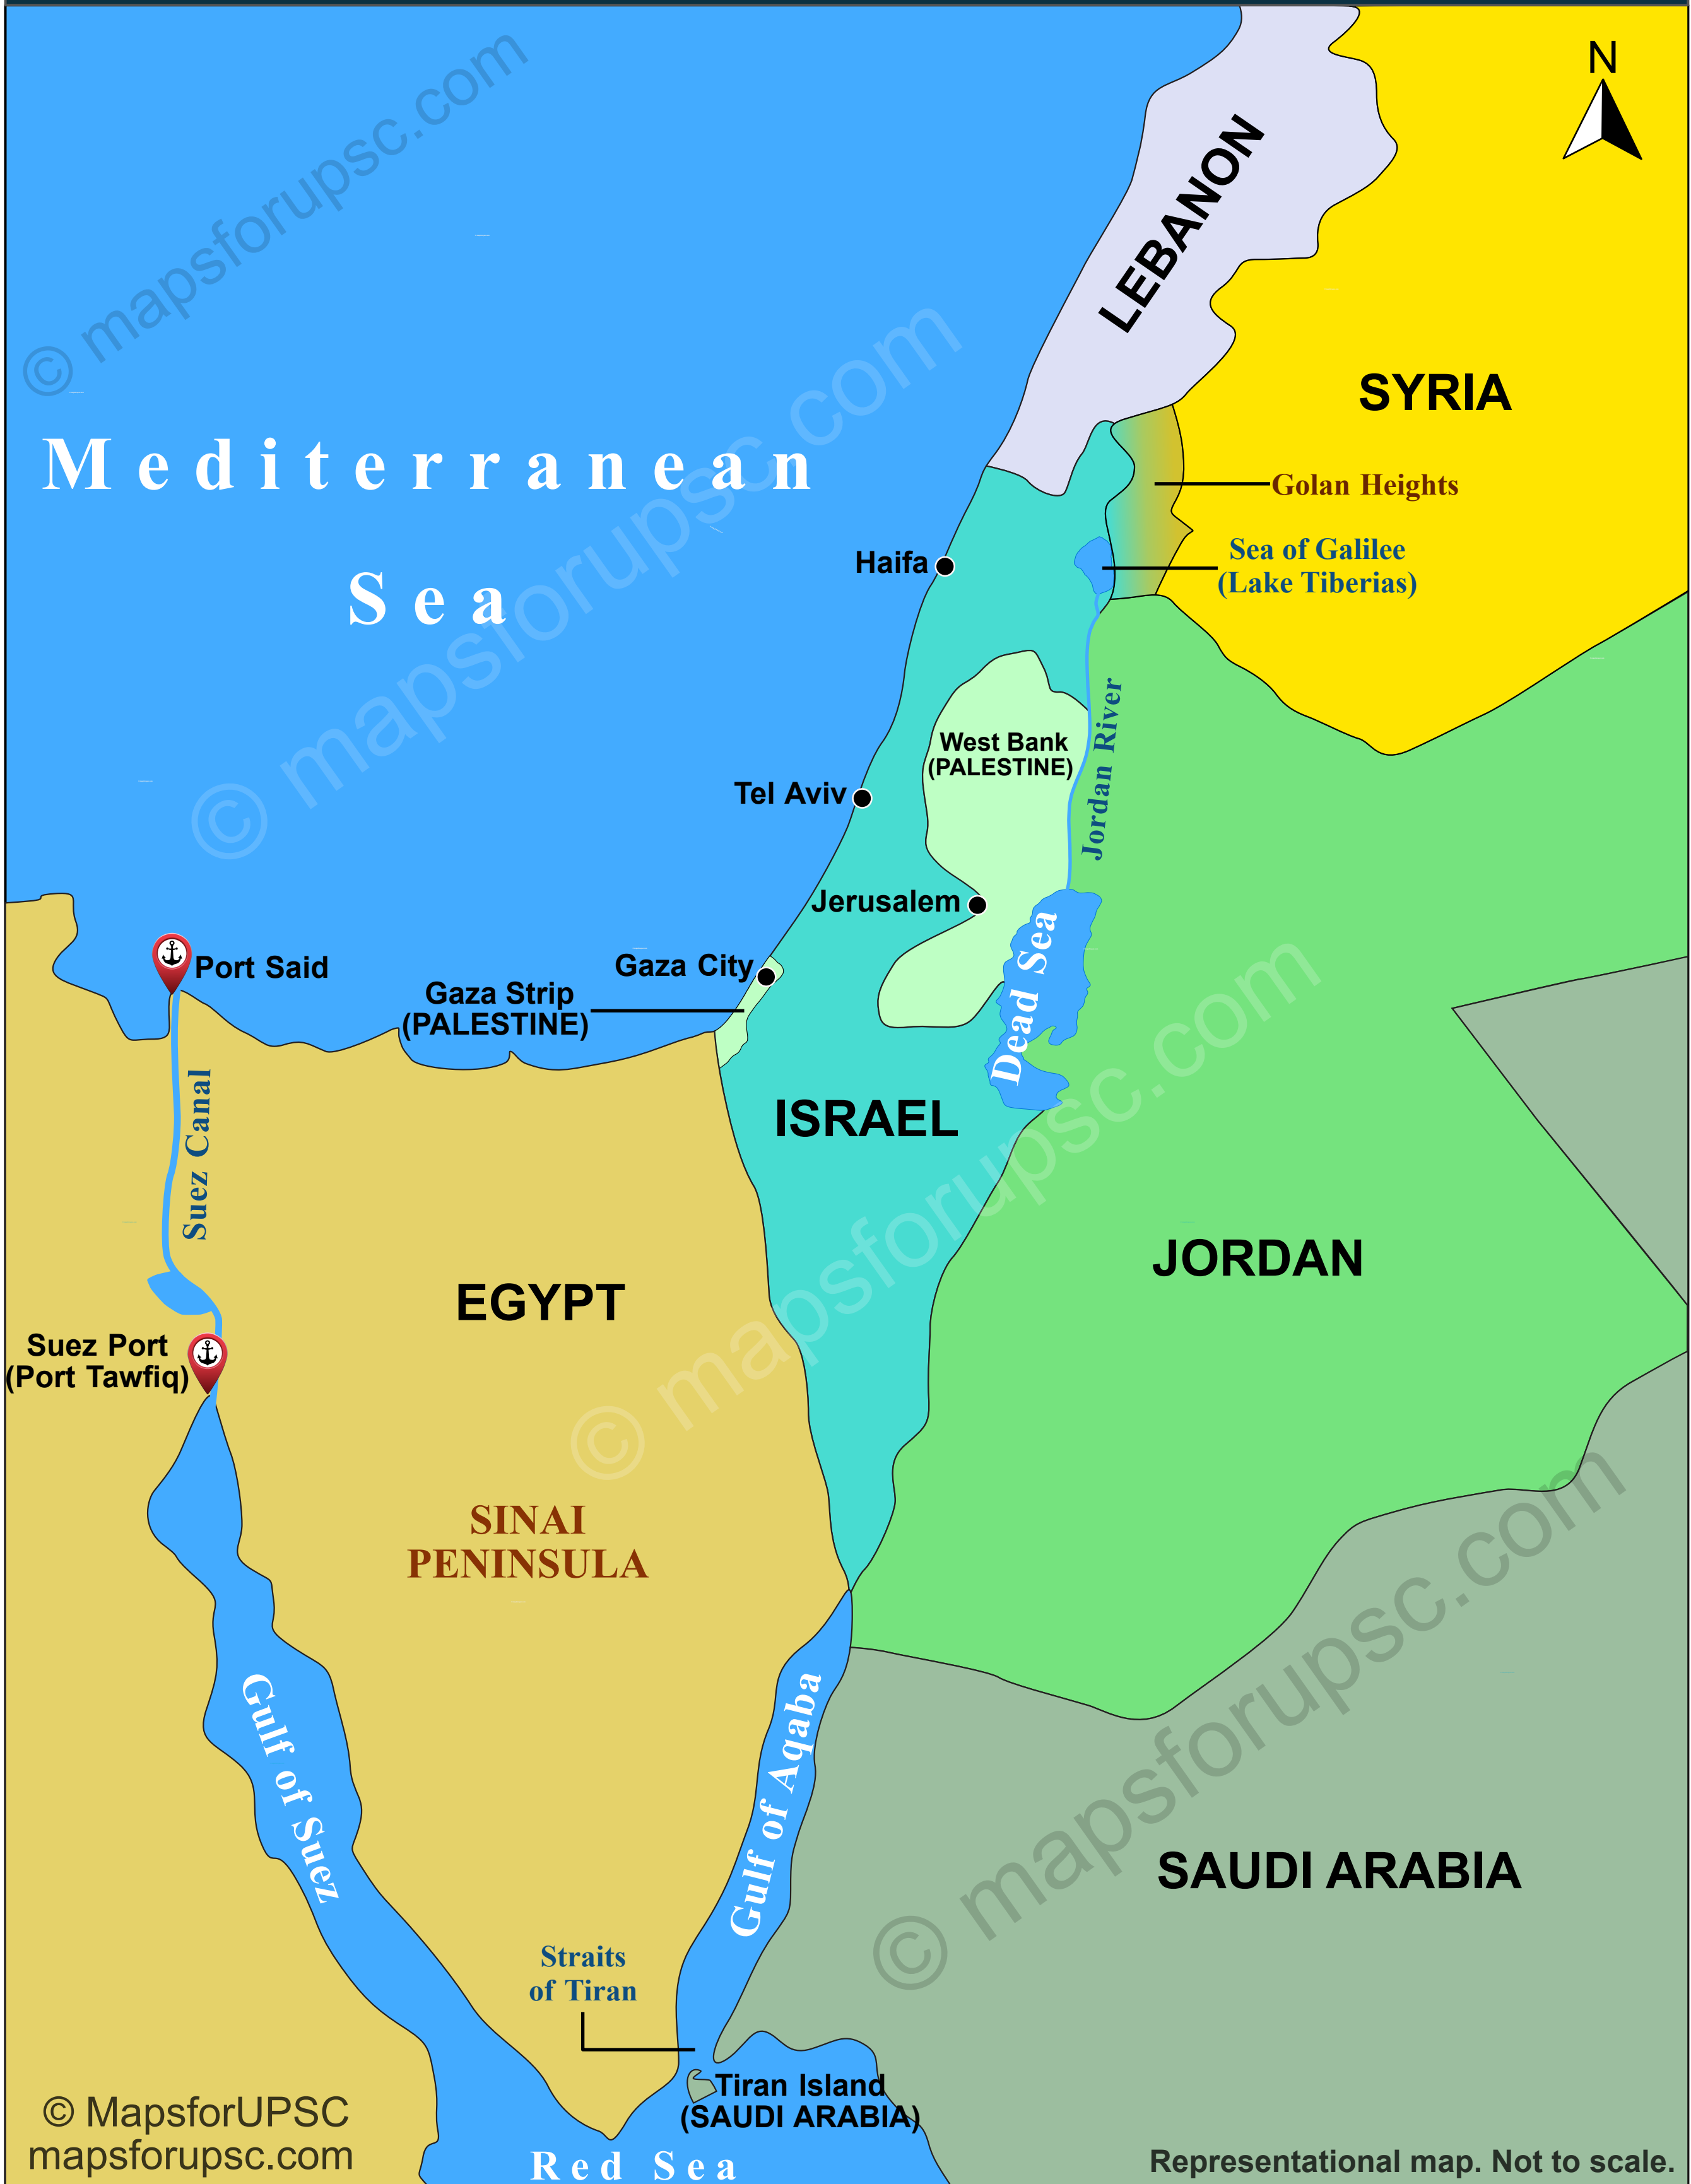 © mapsforupsc.com
N
LEBANON
© mapsforupsc.com
SYRIA
Mediterranean
Sea
Golan Heights
Sea of Galilee
(Lake Tiberias)
Haifa
Jordan River
West Bank
(PALESTINE)
Tel Aviv
Jerusalem
Dead Sea
Port Said
Gaza City
Gaza Strip
(PALESTINE)
Suez Canal
ISRAEL
© mapsforupsc.com
JORDAN
EGYPT
Suez Port
(Port Tawfiq)
SINAI
PENINSULA
© mapsforupsc.com
Gulf of Suez
Gulf of Aqaba
SAUDI ARABIA
Straits
of Tiran
Tiran Island
(SAUDI ARABIA)
© MapsforUPSC
mapsforupsc.com
Red Sea
Representational map. Not to scale.